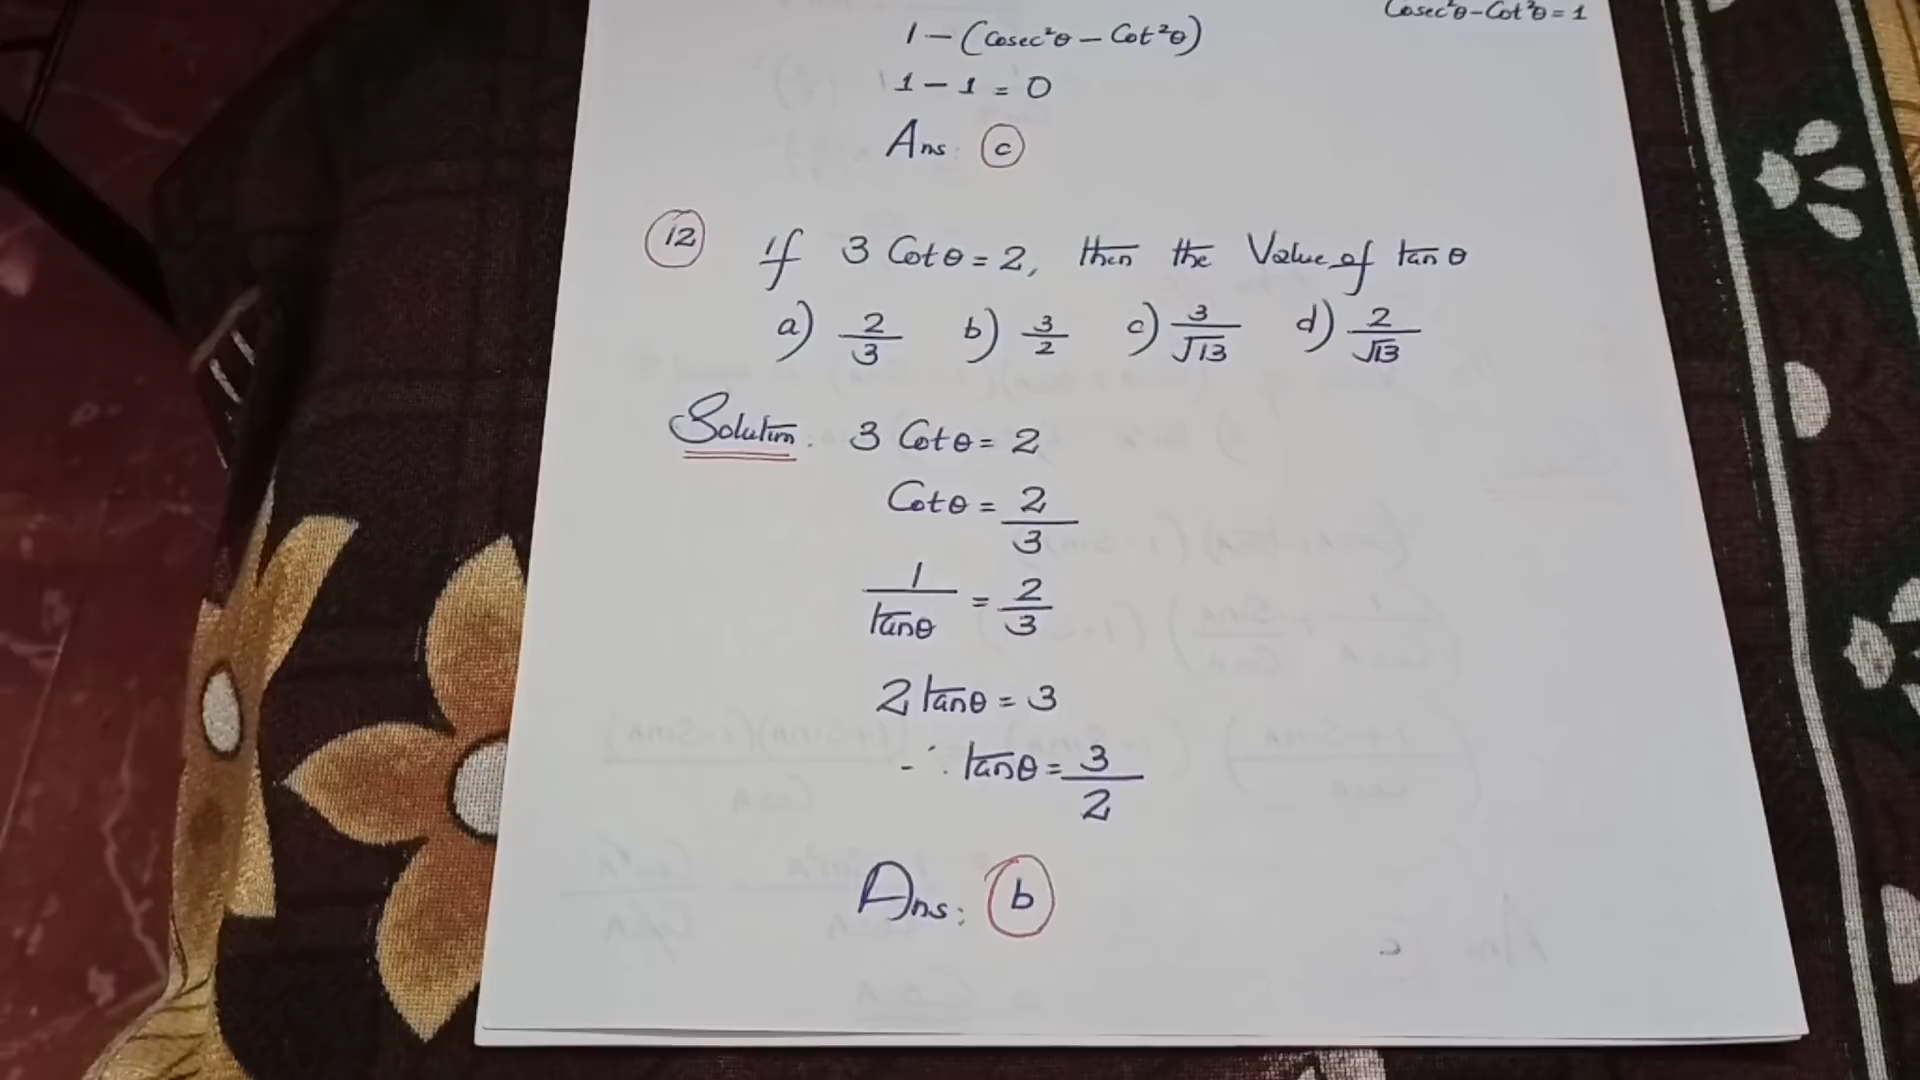 Cosec²θ-Cot²θ = 1
1 - (Cosec²θ - Cot²θ)
1 - 1 = 0
Ans: c
12 If 3 Cotθ = 2, then the Value of tanθ
a) 2/3 b) 3/2 c) 3/√13 d) 2/√13
Solution. 3 Cotθ = 2
Cotθ = 2/3
1/tanθ = 2/3
2 tanθ = 3
∴ tanθ = 3/2
Ans: b